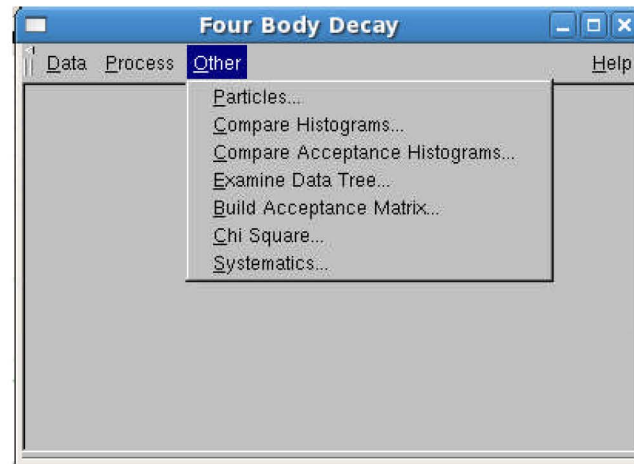 Four Body Decay
Data Process Other Help
Particles...
Compare Histograms...
Compare Acceptance Histograms...
Examine Data Tree...
Build Acceptance Matrix...
Chi Square...
Systematics...